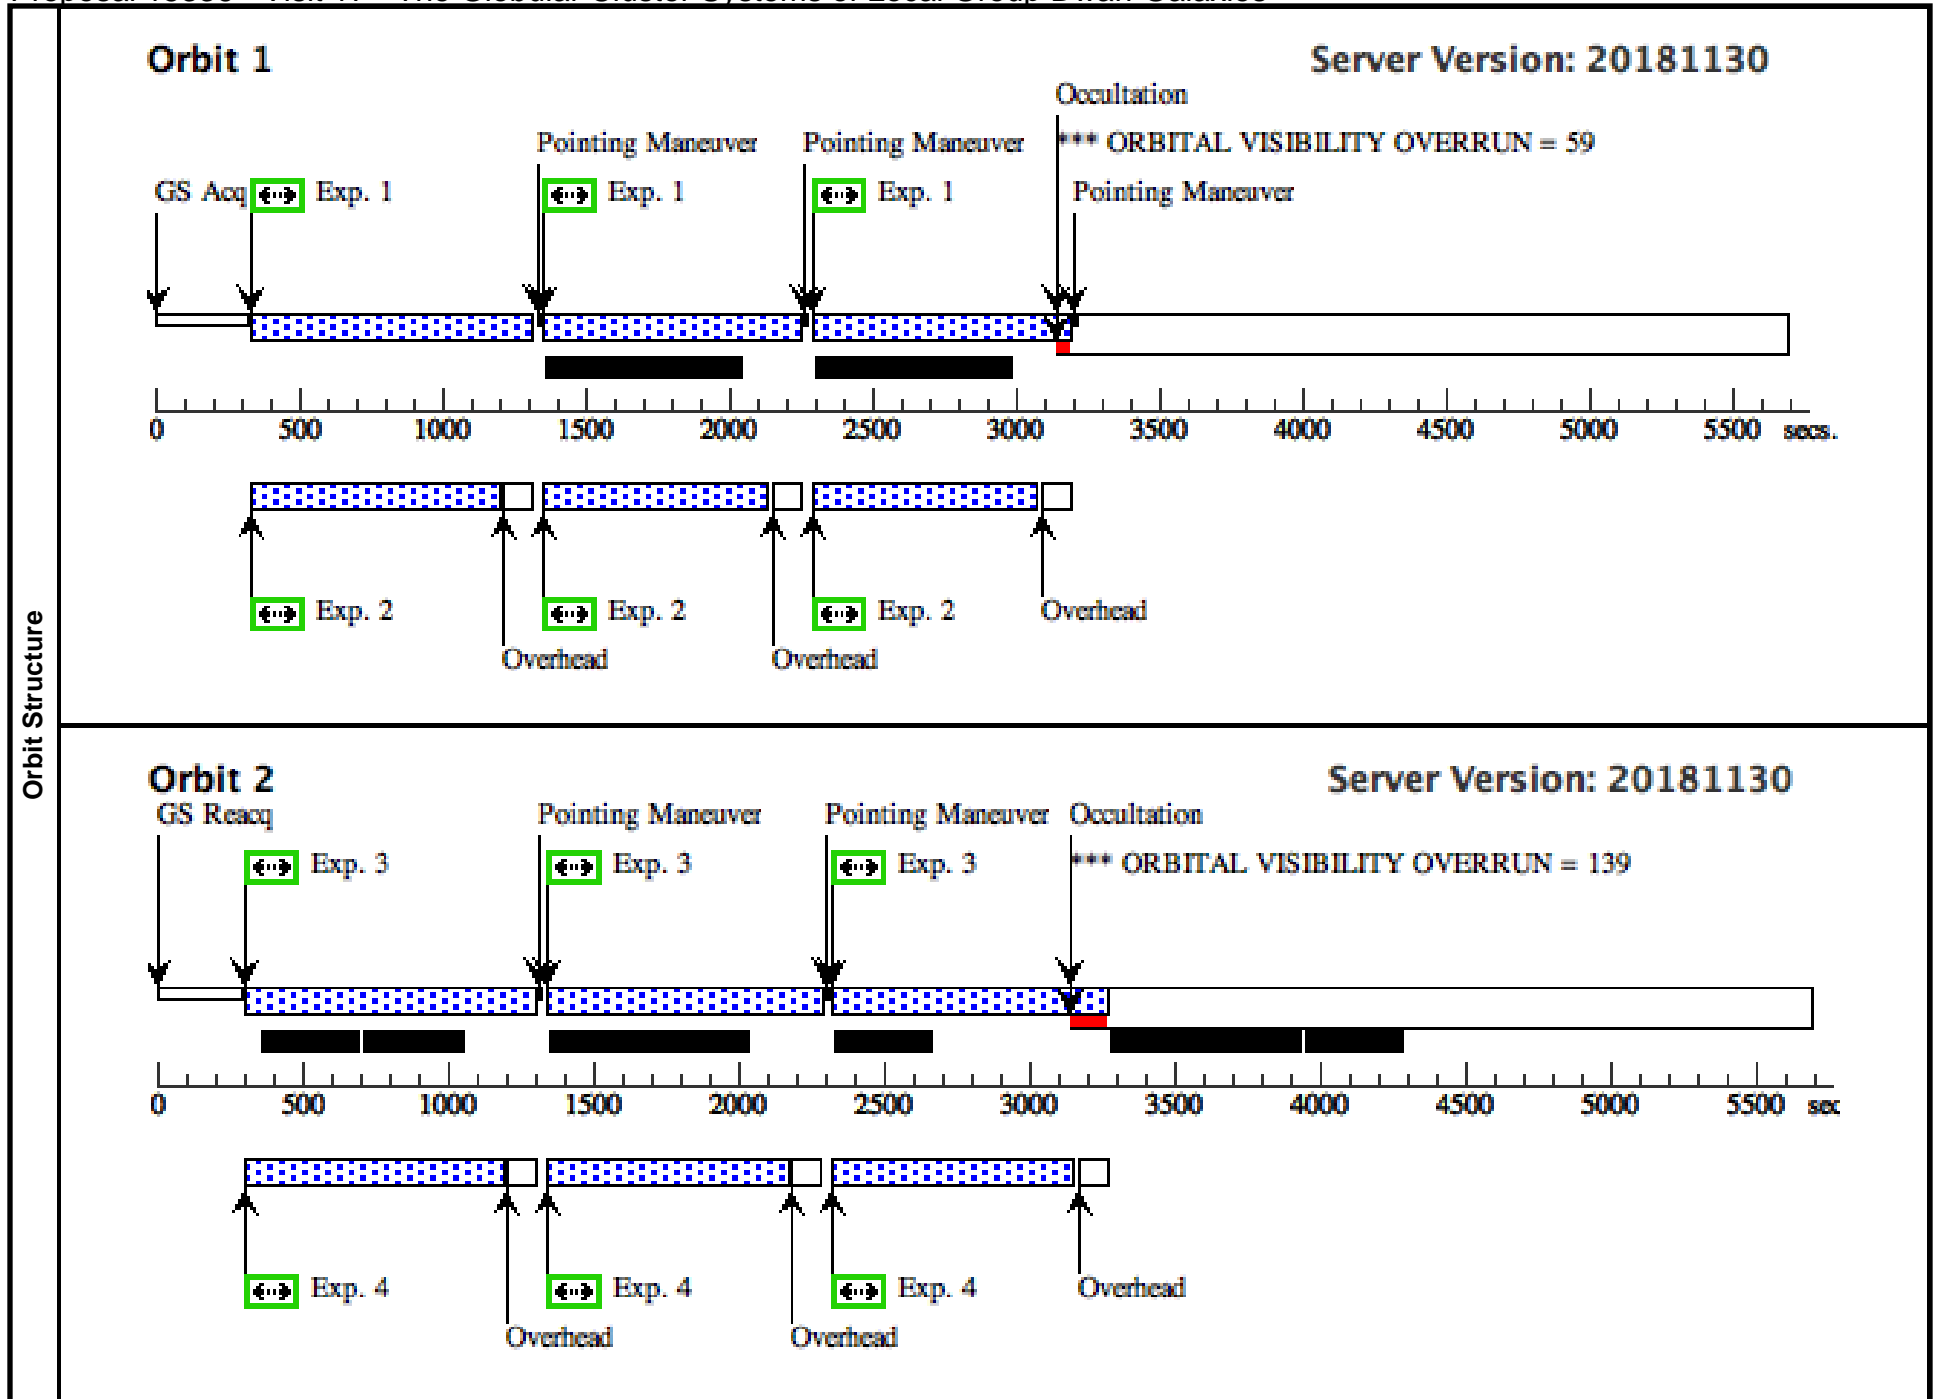 Orbit Structure
Orbit 1
Server Version: 20181130
Occultation
Pointing Maneuver
Pointing Maneuver
*** ORBITAL VISIBILITY OVERRUN = 59
GS Acq
Exp. 1
Exp. 1
Exp. 1
Pointing Maneuver
0 500 1000 1500 2000 2500 3000 3500 4000 4500 5000 5500 secs.
Exp. 2
Exp. 2
Exp. 2
Overhead
Overhead
Overhead
Orbit 2
Server Version: 20181130
GS Reacq
Pointing Maneuver
Pointing Maneuver
Occultation
Exp. 3
Exp. 3
Exp. 3
*** ORBITAL VISIBILITY OVERRUN = 139
0 500 1000 1500 2000 2500 3000 3500 4000 4500 5000 5500 sec
Exp. 4
Exp. 4
Exp. 4
Overhead
Overhead
Overhead